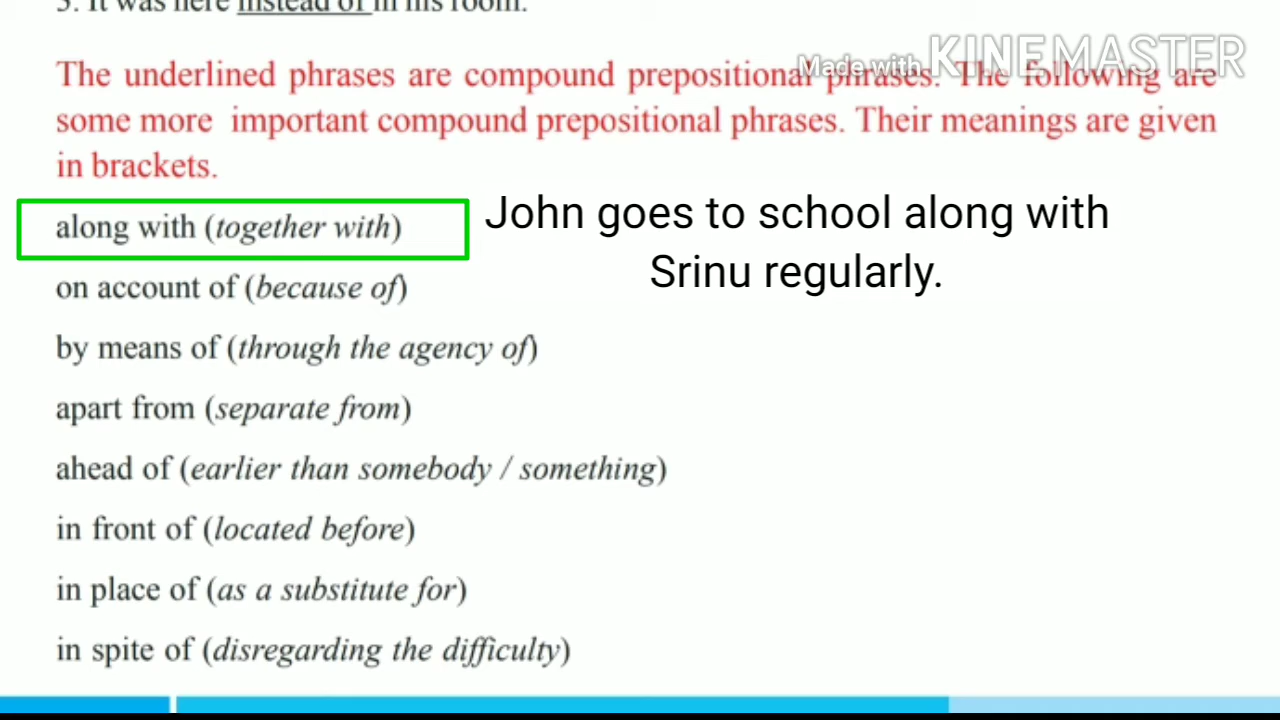 5. It was here instead of in his room.
Made with KINEMASTER
The underlined phrases are compound prepositional phrases. The following are
some more important compound prepositional phrases. Their meanings are given
in brackets.
along with (together with)
John goes to school along with
Srinu regularly.
on account of (because of)
by means of (through the agency of)
apart from (separate from)
ahead of (earlier than somebody / something)
in front of (located before)
in place of (as a substitute for)
in spite of (disregarding the difficulty)